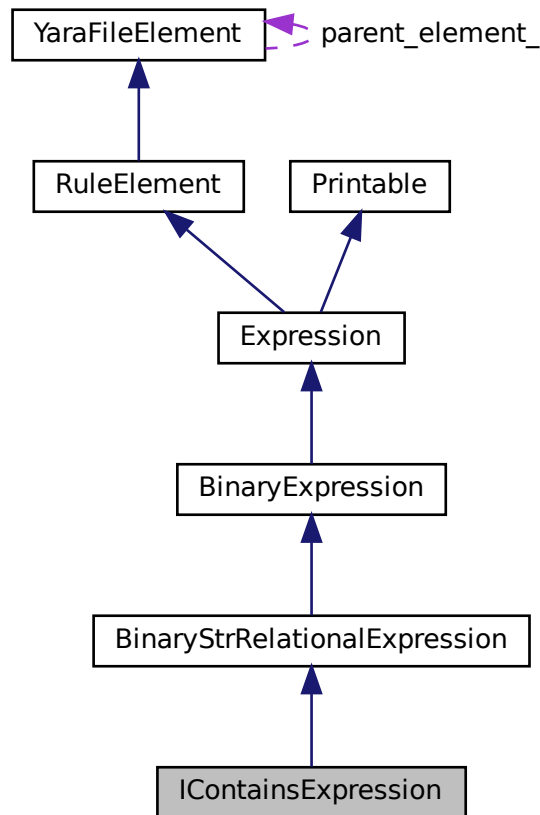 YaraFileElement
parent_element_
RuleElement
Printable
Expression
BinaryExpression
BinaryStrRelationalExpression
IContainsExpression